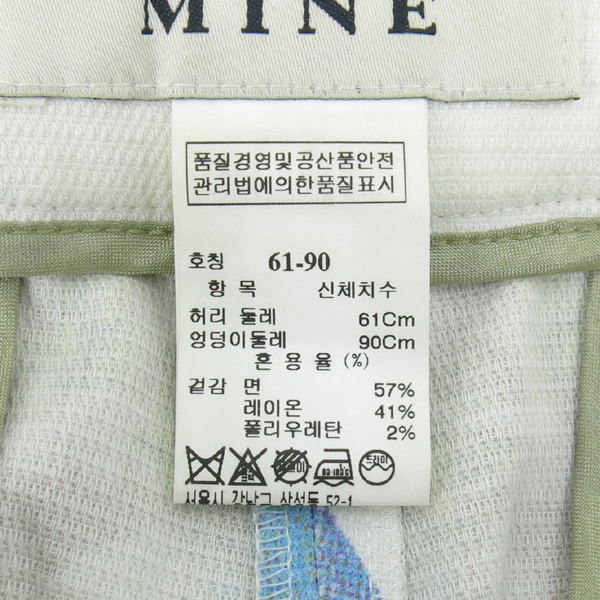 MINE
품질경영및공산품안전
관리법에의한품질표시
호칭 61-90
항 목 신체치수
허리 둘레 61Cm
엉덩이둘레 90Cm
혼 용 율 (%)
겉감 면 57%
레이온 41%
폴리우레탄 2%
드라이
서울시 강남구 삼성동 52-1